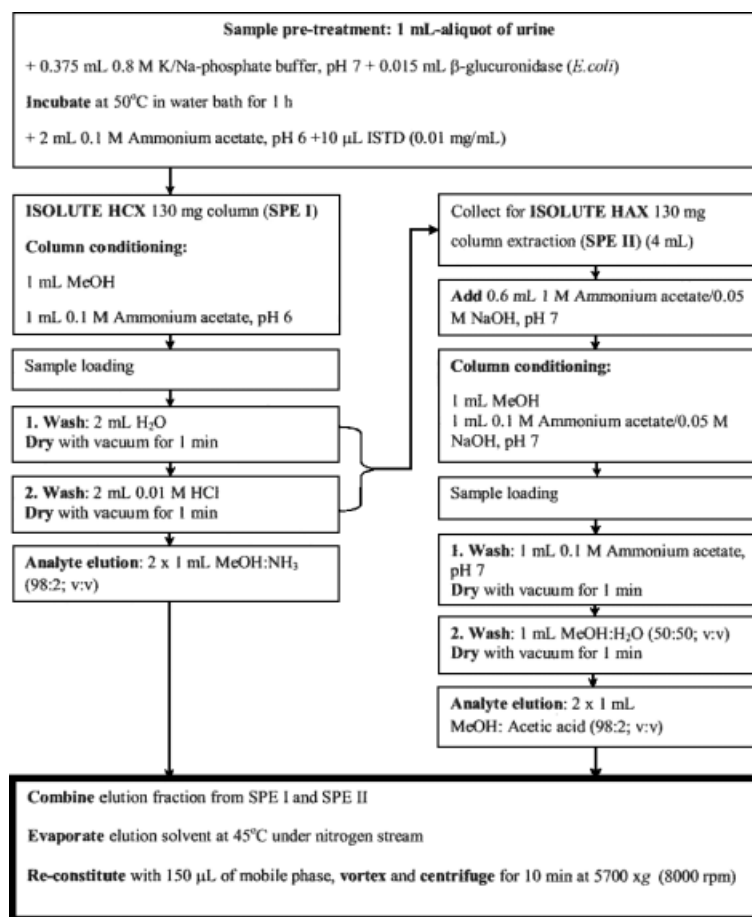 Sample pre-treatment: 1 mL-aliquot of urine
+ 0.375 mL 0.8 M K/Na-phosphate buffer, pH 7 + 0.015 mL β-glucuronidase (E.coli)
Incubate at 50°C in water bath for 1 h
+ 2 mL 0.1 M Ammonium acetate, pH 6 +10 μL ISTD (0.01 mg/mL)
ISOLUTE HCX 130 mg column (SPE I)
Column conditioning:
1 mL MeOH
1 mL 0.1 M Ammonium acetate, pH 6
Sample loading
1. Wash: 2 mL H₂O
Dry with vacuum for 1 min
2. Wash: 2 mL 0.01 M HCl
Dry with vacuum for 1 min
Analyte elution: 2 x 1 mL MeOH:NH₃
(98:2; v:v)
Collect for ISOLUTE HAX 130 mg
column extraction (SPE II) (4 mL)
Add 0.6 mL 1 M Ammonium acetate/0.05
M NaOH, pH 7
Column conditioning:
1 mL MeOH
1 mL 0.1 M Ammonium acetate/0.05 M
NaOH, pH 7
Sample loading
1. Wash: 1 mL 0.1 M Ammonium acetate,
pH 7
Dry with vacuum for 1 min
2. Wash: 1 mL MeOH:H₂O (50:50; v:v)
Dry with vacuum for 1 min
Analyte elution: 2 x 1 mL
MeOH: Acetic acid (98:2; v:v)
Combine elution fraction from SPE I and SPE II
Evaporate elution solvent at 45°C under nitrogen stream
Re-constitute with 150 μL of mobile phase, vortex and centrifuge for 10 min at 5700 xg (8000 rpm)